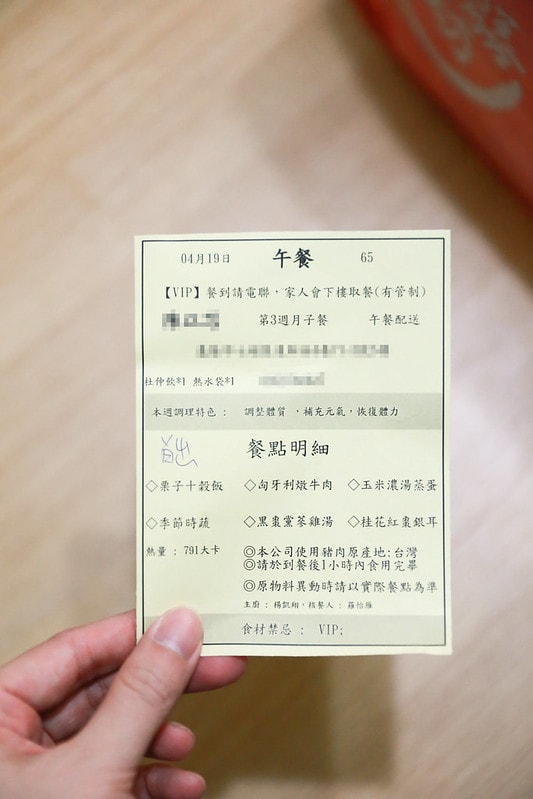 04月19日 午餐 65
【VIP】餐到請電聯，家人會下樓取餐(有管制)
第3週月子餐 午餐配送
杜仲飲*1 熱水袋*1
本週調理特色： 調整體質 ，補充元氣，恢復體力
餐點明細
◇栗子十穀飯 ◇匈牙利燉牛肉 ◇玉米濃湯蒸蛋
◇季節時蔬 ◇黑棗黨蔘雞湯 ◇桂花紅棗銀耳
熱量：791大卡 ◎本公司使用豬肉原產地:台灣
◎請於到餐後1小時內食用完畢
◎原物料異動時請以實際餐點為準
主廚：楊凱翔，核餐人：羅怡雁
食材禁忌： VIP;